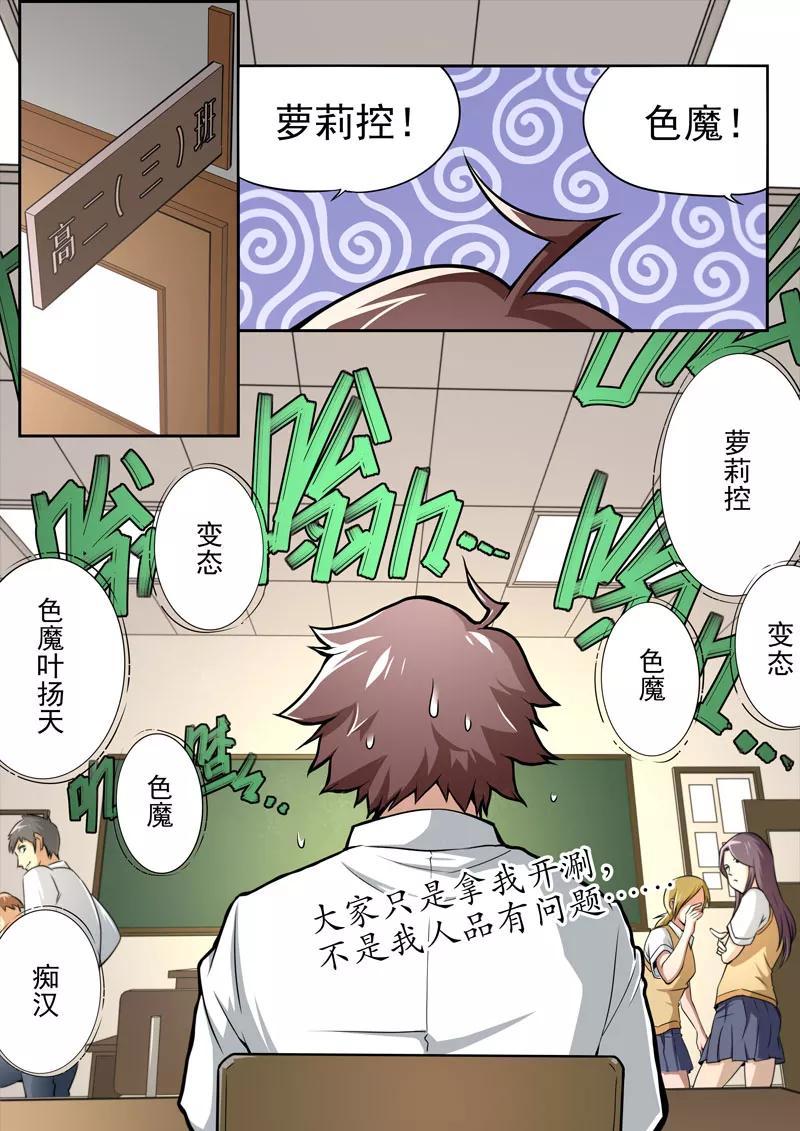 高二(三)班
萝莉控!
色魔!
萝莉控
变态
色魔叶扬天
变态
色魔
色魔
大家只是拿我开涮，
不是我人品有问题……
痴汉